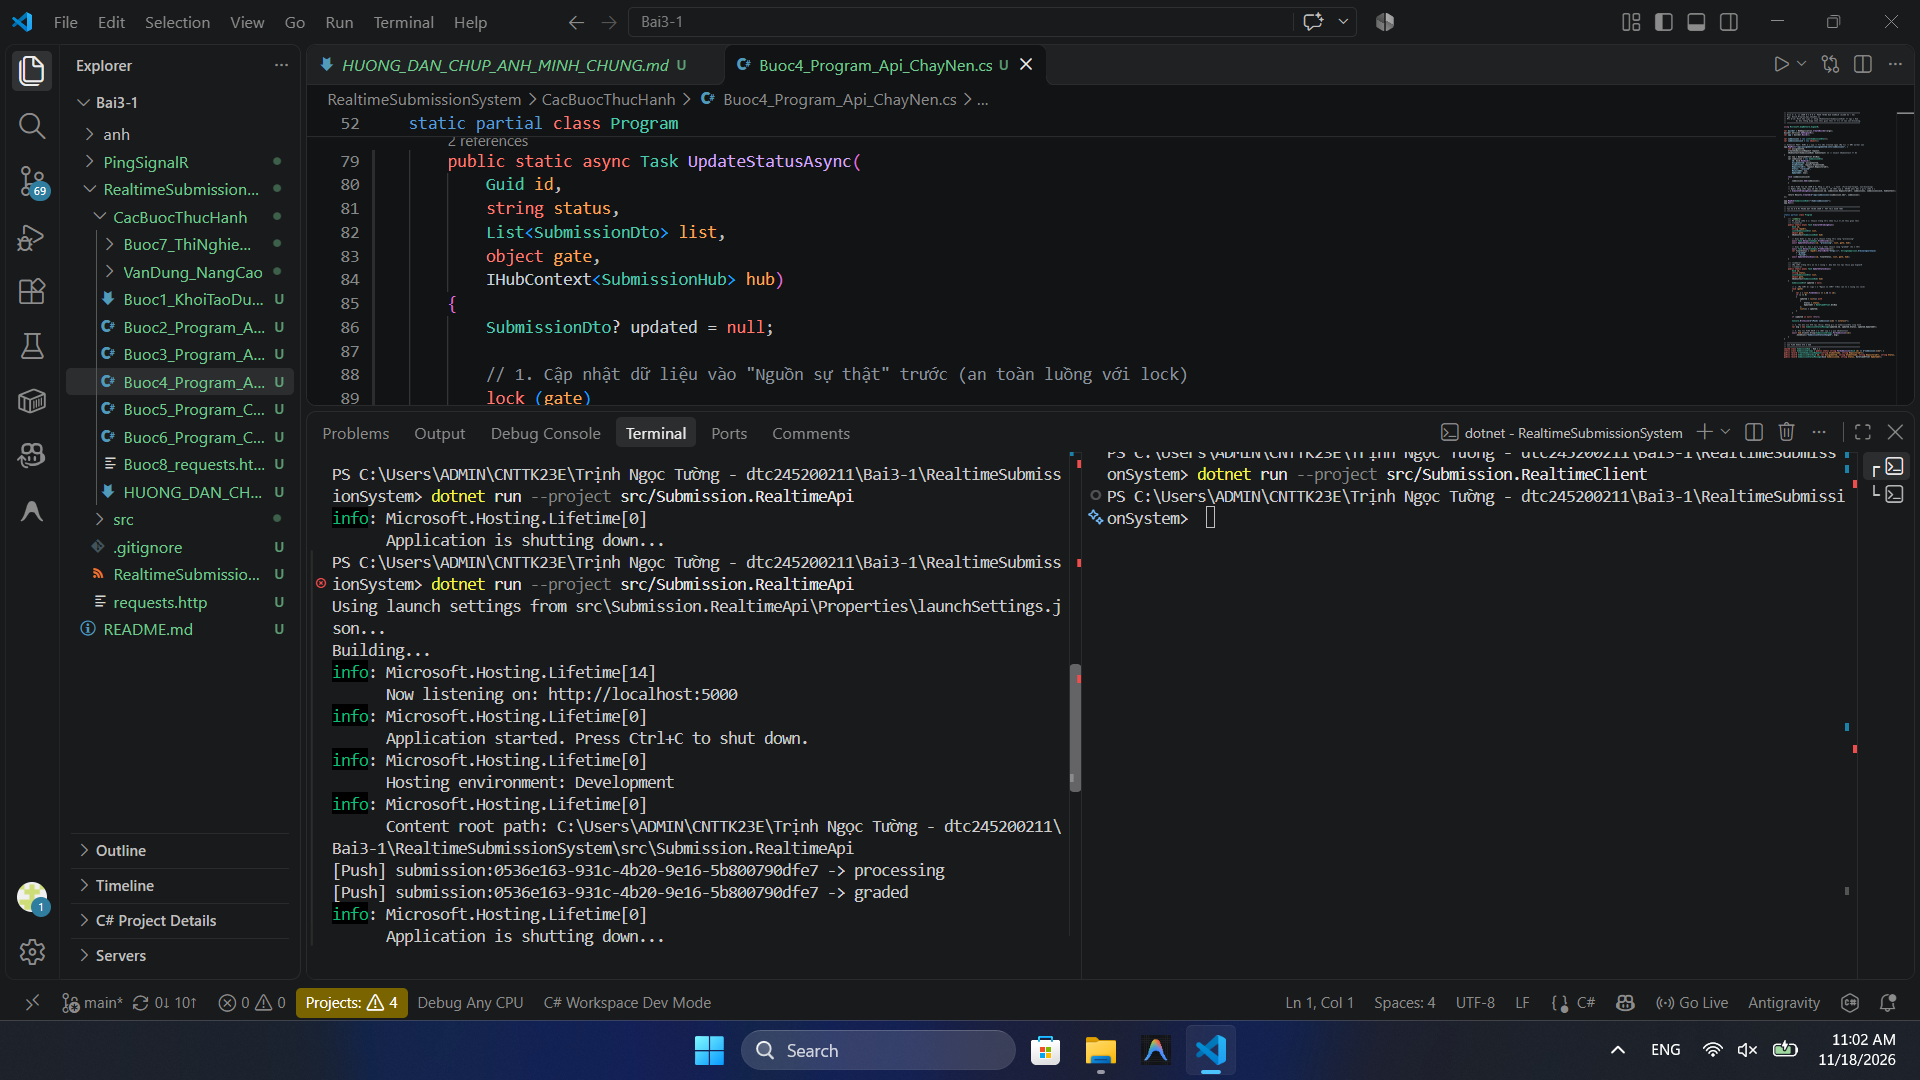 File Edit Selection View Go Run Terminal Help
Bai3-1
Explorer
Bai3-1
anh
PingSignalR
RealtimeSubmission...
CacBuocThucHanh
Buoc7_ThiNghie...
VanDung_NangCao
Buoc1_KhoiTaoDu... U
Buoc2_Program_A... U
Buoc3_Program_A... U
Buoc4_Program_A... U
Buoc5_Program_C... U
Buoc6_Program_C... U
Buoc8_requests.ht... U
HUONG_DAN_CH... U
src
.gitignore U
RealtimeSubmissio... U
requests.http U
README.md U
Outline
Timeline
C# Project Details
Servers
69
1
HUONG_DAN_CHUP_ANH_MINH_CHUNG.md U
Buoc4_Program_Api_ChayNen.cs U
RealtimeSubmissionSystem > CacBuocThucHanh > Buoc4_Program_Api_ChayNen.cs > ...
52 static partial class Program
2 references
79 public static async Task UpdateStatusAsync(
80 Guid id,
81 string status,
82 List<SubmissionDto> list,
83 object gate,
84 IHubContext<SubmissionHub> hub)
85 {
86 SubmissionDto? updated = null;
87
88 // 1. Cập nhật dữ liệu vào "Nguồn sự thật" trước (an toàn luồng với lock)
89 lock (gate)
Problems Output Debug Console Terminal Ports Comments
dotnet - RealtimeSubmissionSystem
PS C:\Users\ADMIN\CNTTK23E\Trịnh Ngọc Tường - dtc245200211\Bai3-1\RealtimeSubmiss
ionSystem> dotnet run --project src/Submission.RealtimeApi
info: Microsoft.Hosting.Lifetime[0]
Application is shutting down...
PS C:\Users\ADMIN\CNTTK23E\Trịnh Ngọc Tường - dtc245200211\Bai3-1\RealtimeSubmiss
ionSystem> dotnet run --project src/Submission.RealtimeApi
Using launch settings from src\Submission.RealtimeApi\Properties\launchSettings.j
son...
Building...
info: Microsoft.Hosting.Lifetime[14]
Now listening on: http://localhost:5000
info: Microsoft.Hosting.Lifetime[0]
Application started. Press Ctrl+C to shut down.
info: Microsoft.Hosting.Lifetime[0]
Hosting environment: Development
info: Microsoft.Hosting.Lifetime[0]
Content root path: C:\Users\ADMIN\CNTTK23E\Trịnh Ngọc Tường - dtc245200211\
Bai3-1\RealtimeSubmissionSystem\src\Submission.RealtimeApi
[Push] submission:0536e163-931c-4b20-9e16-5b800790dfe7 -> processing
[Push] submission:0536e163-931c-4b20-9e16-5b800790dfe7 -> graded
info: Microsoft.Hosting.Lifetime[0]
Application is shutting down...
PS C:\Users\ADMIN\CNTTK23E\Trịnh Ngọc Tường - dtc245200211\Bai3-1\RealtimeSubmiss
onSystem> dotnet run --project src/Submission.RealtimeClient
PS C:\Users\ADMIN\CNTTK23E\Trịnh Ngọc Tường - dtc245200211\Bai3-1\RealtimeSubmissi
onSystem>
main* 0↓ 10↑ 0 0 Projects: 4 Debug Any CPU C# Workspace Dev Mode
Ln 1, Col 1 Spaces: 4 UTF-8 LF { } C# Go Live Antigravity
Search
ENG
11:02 AM
11/18/2026